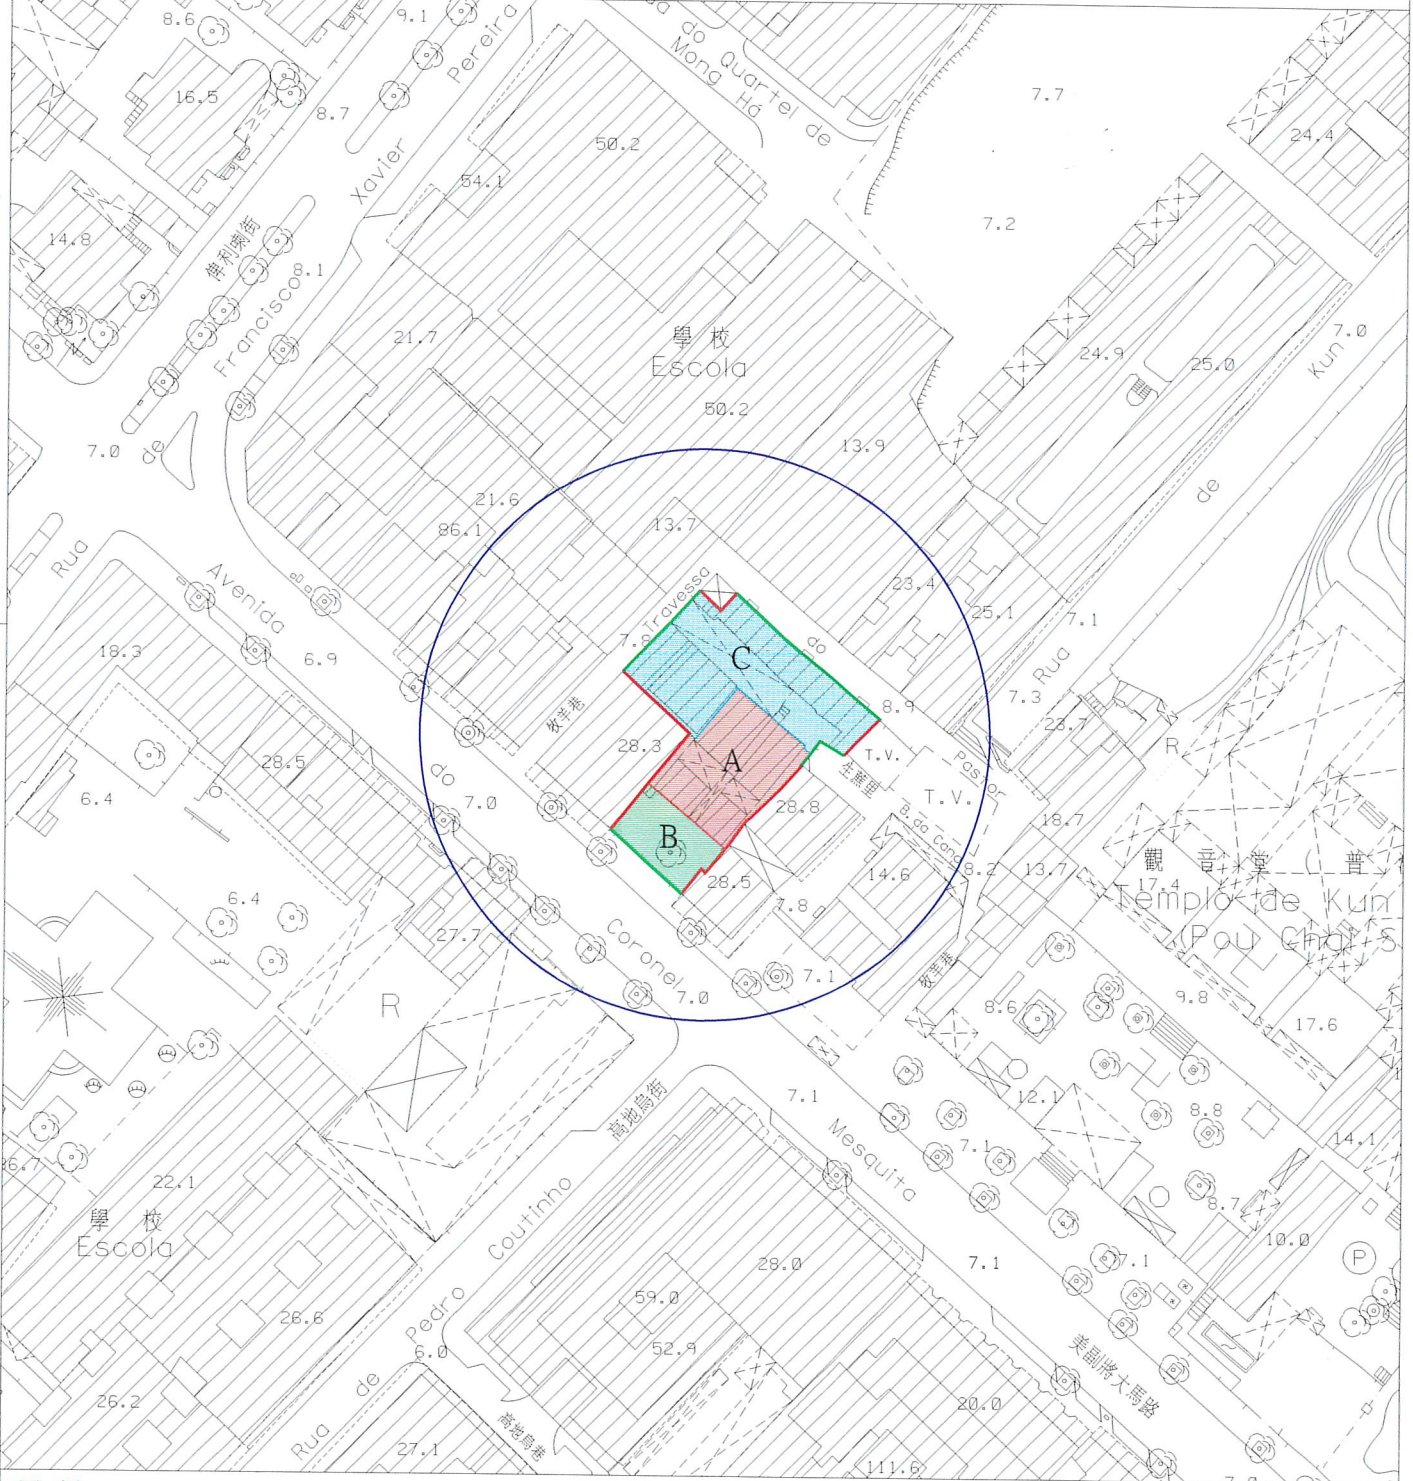 8.6
9.1
16.5
8.7
Rua de Francisco Xavier Pereira
do Quartel de
Mong Há
7.7
24.4
50.2
54.1
7.2
14.8
俾利喇街
8.1
21.7
學校
Escola
50.2
24.9
25.0
7.0
Rua de Kun
7.0
13.9
21.6
86.1
13.7
23.4
25.1
7.1
Avenida do Coronel Mesquita
6.9
18.3
Travessa do Pastor
7.8
C
7.3
23.7
8.9
R
牧羊巷
28.3
A
T.V.
生蔗里
T.V.
28.5
6.4
7.0
28.8
B
B. da Cana
18.7
8.2
13.7
觀音堂
普
17.4
Templo de Kun
(Pou Chai S
14.6
28.5
7.8
6.4
27.7
R
7.0
7.1
牧羊巷
9.8
8.6
17.6
12.1
8.8
14.1
高地烏街
7.1
7.1
22.1
學校
Escola
8.7
10.0
P
7.1
Rua de Pedro Coutinho
28.0
7.1
59.0
52.9
26.6
6.0
26.2
27.1
高地烏巷
美副將大馬路
20.0
111.6